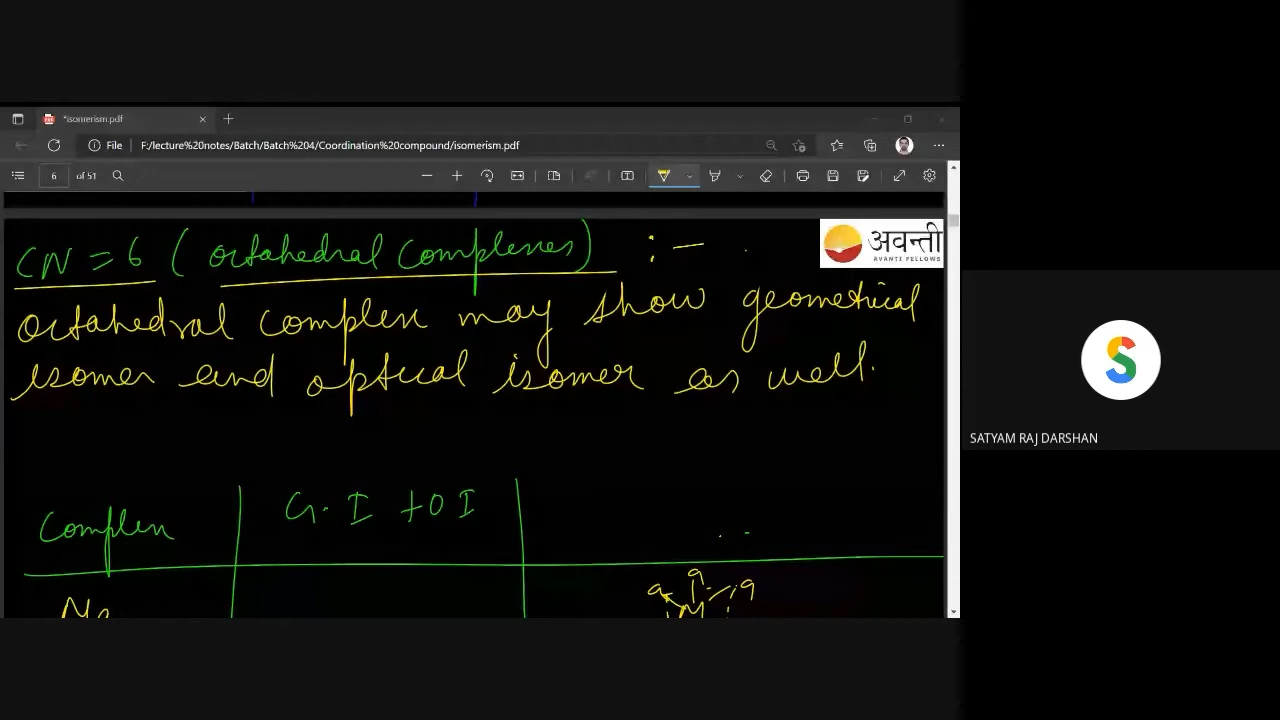 *isomerism.pdf
File F:/lecture%20notes/Batch/Batch%204/Coordination%20compound/isomerism.pdf
6 of 51
CN = 6 (octahedral complexes) :-
अवन्ती
AVANTI FELLOWS
octahedral complex may show geometrical
isomer and optical isomer as well.
Complex G.I + O I
a a a
M
S
SATYAM RAJ DARSHAN